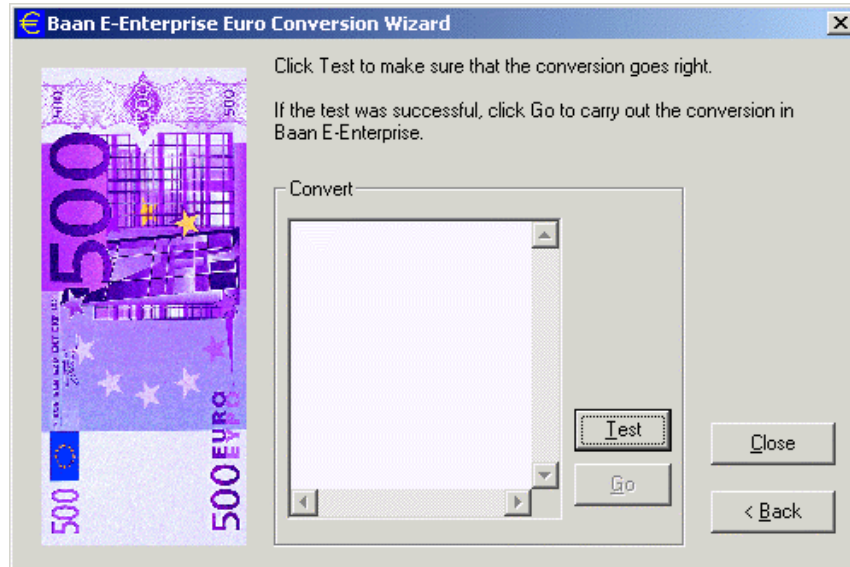 Baan E-Enterprise Euro Conversion Wizard
Click Test to make sure that the conversion goes right.
If the test was successful, click Go to carry out the conversion in
Baan E-Enterprise.
Convert
Test
Go
Close
< Back
500
500
500 EURO
ΕΥΡΩ
500